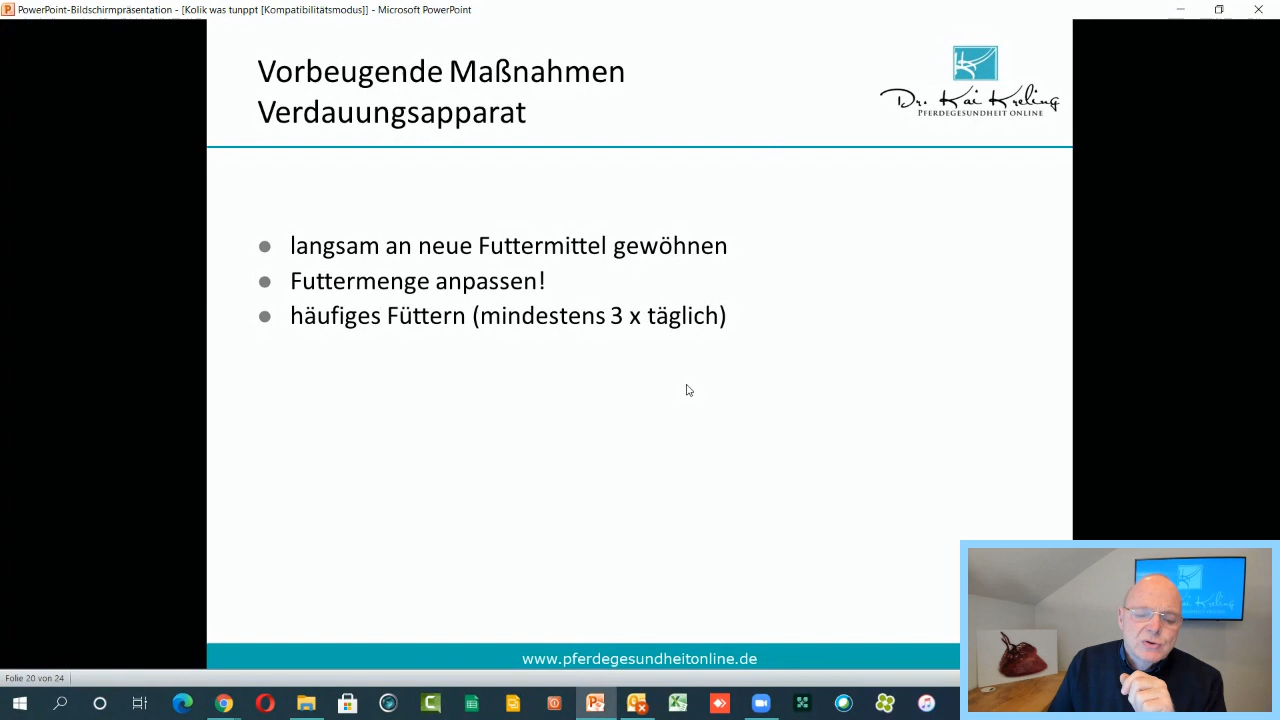 PowerPoint-Bildschirmpräsentation - [Kolik was tunppt [Kompatibilitätsmodus]] - Microsoft PowerPoint
Vorbeugende Maßnahmen
Verdauungsapparat
Dr. Kai Kreling
PFERDEGESUNDHEIT ONLINE
langsam an neue Futtermittel gewöhnen
Futtermenge anpassen!
häufiges Füttern (mindestens 3 x täglich)
www.pferdegesundheitonline.de
Kreling
Folie 20 von 24